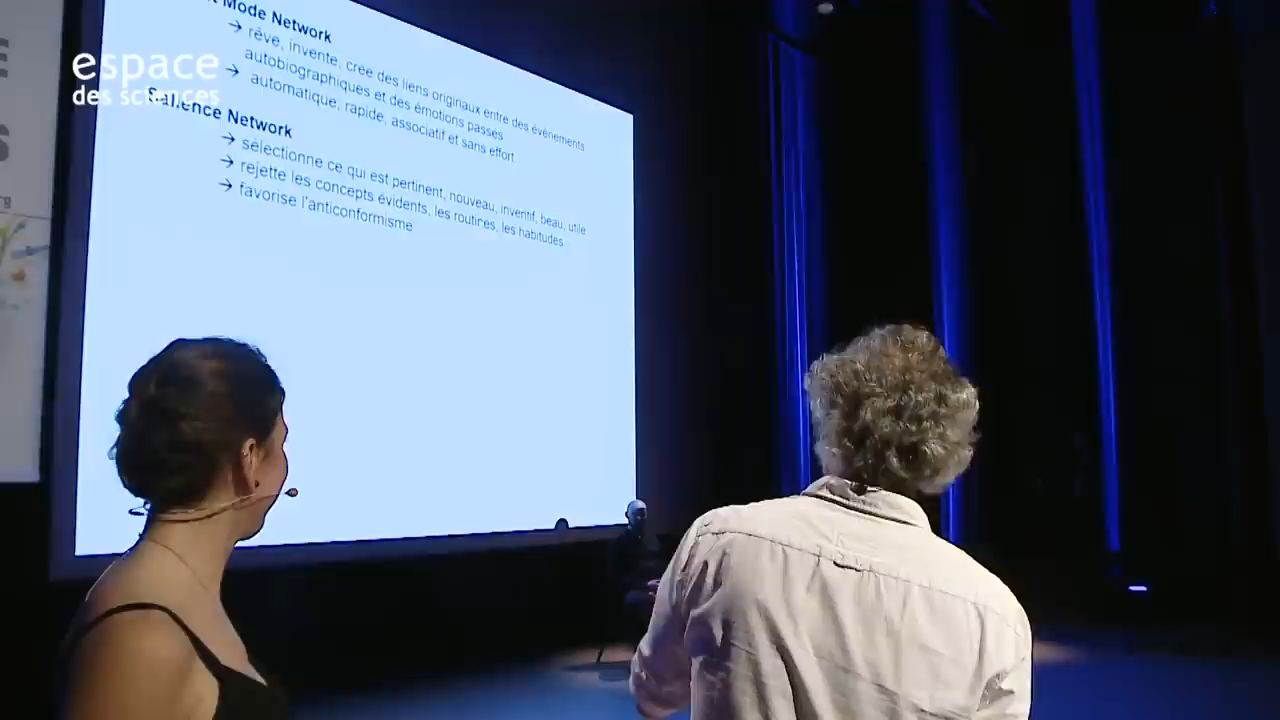 Mode Network
→ rêve, invente, crée des liens originaux entre des événements
autobiographiques et des émotions passés
→ automatique, rapide, associatif et sans effort
Salience Network
→ sélectionne ce qui est pertinent, nouveau, inventif, beau, utile
→ rejette les concepts évidents, les routines, les habitudes
→ favorise l'anticonformisme
espace
des sciences